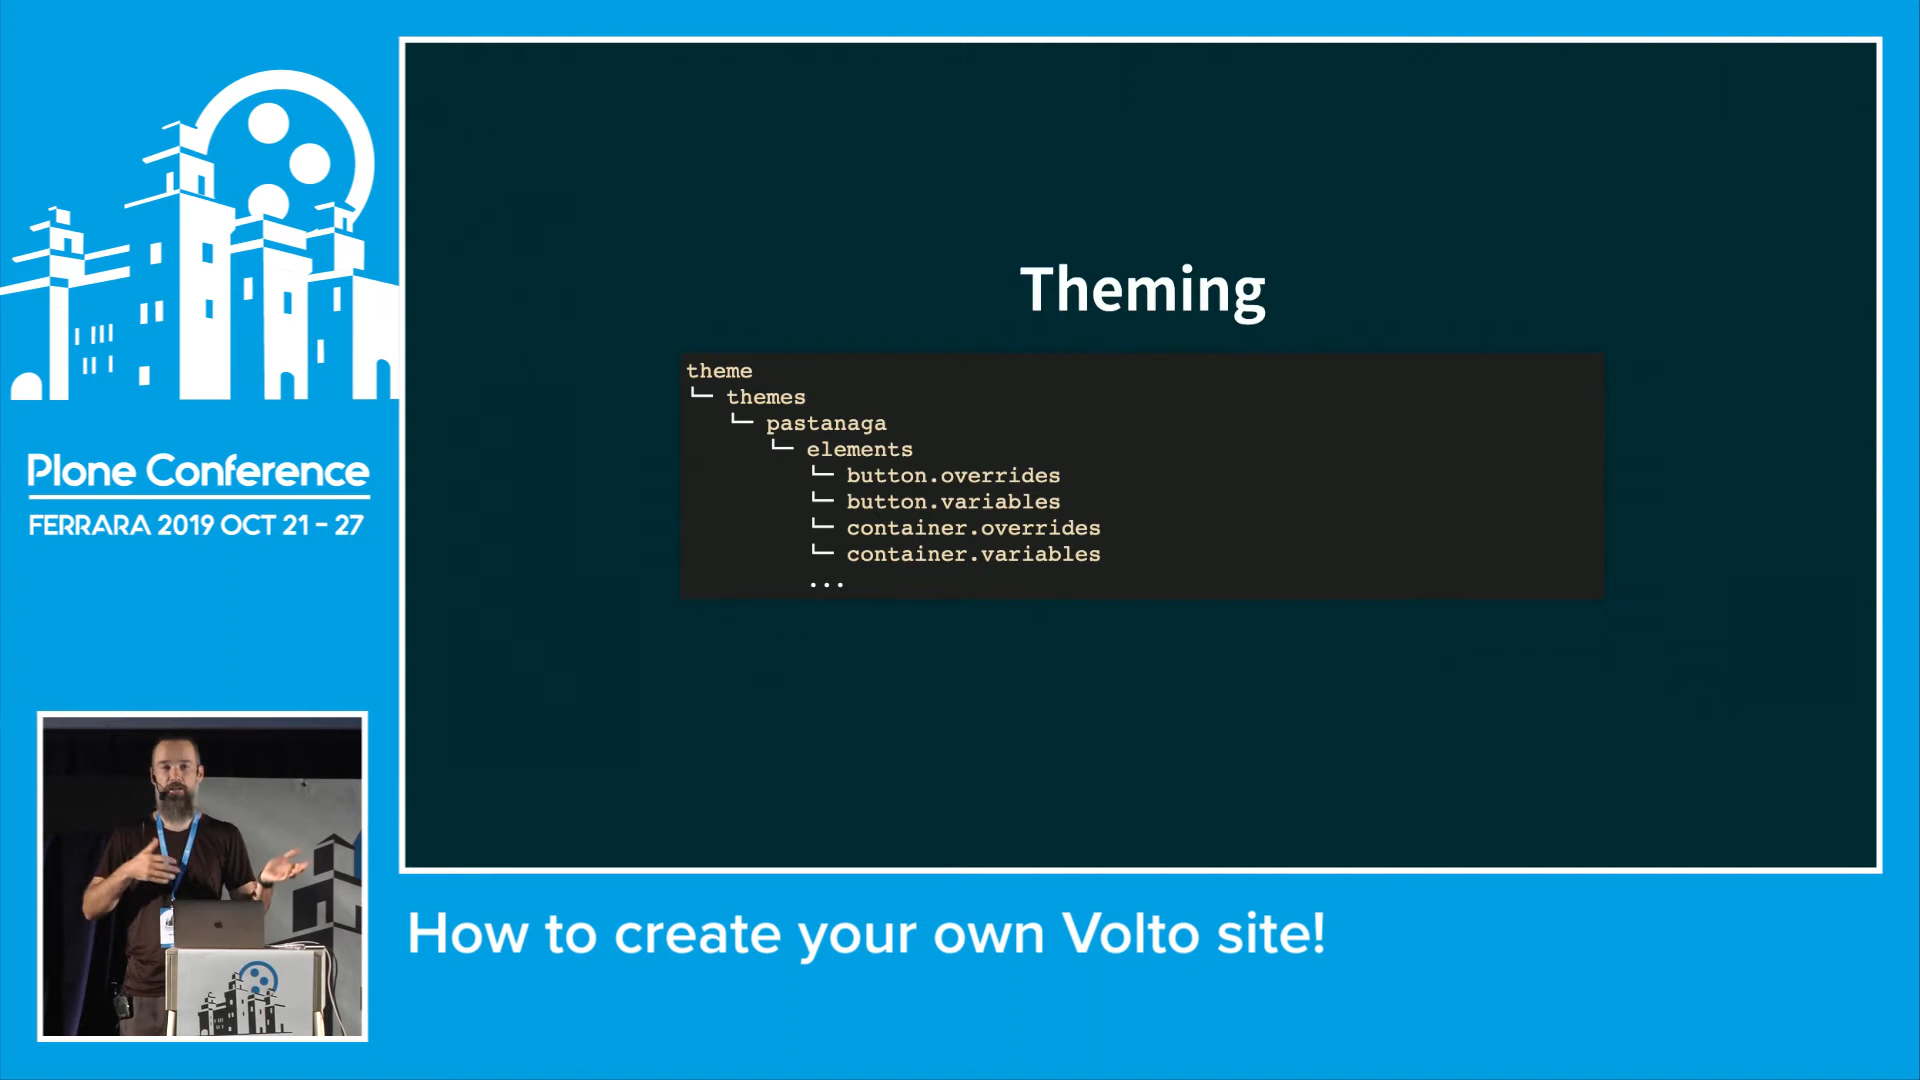 Plone Conference
FERRARA 2019 OCT 21 - 27
Theming
theme
└─ themes
└─ pastanaga
└─ elements
└─ button.overrides
└─ button.variables
└─ container.overrides
└─ container.variables
...
How to create your own Volto site!